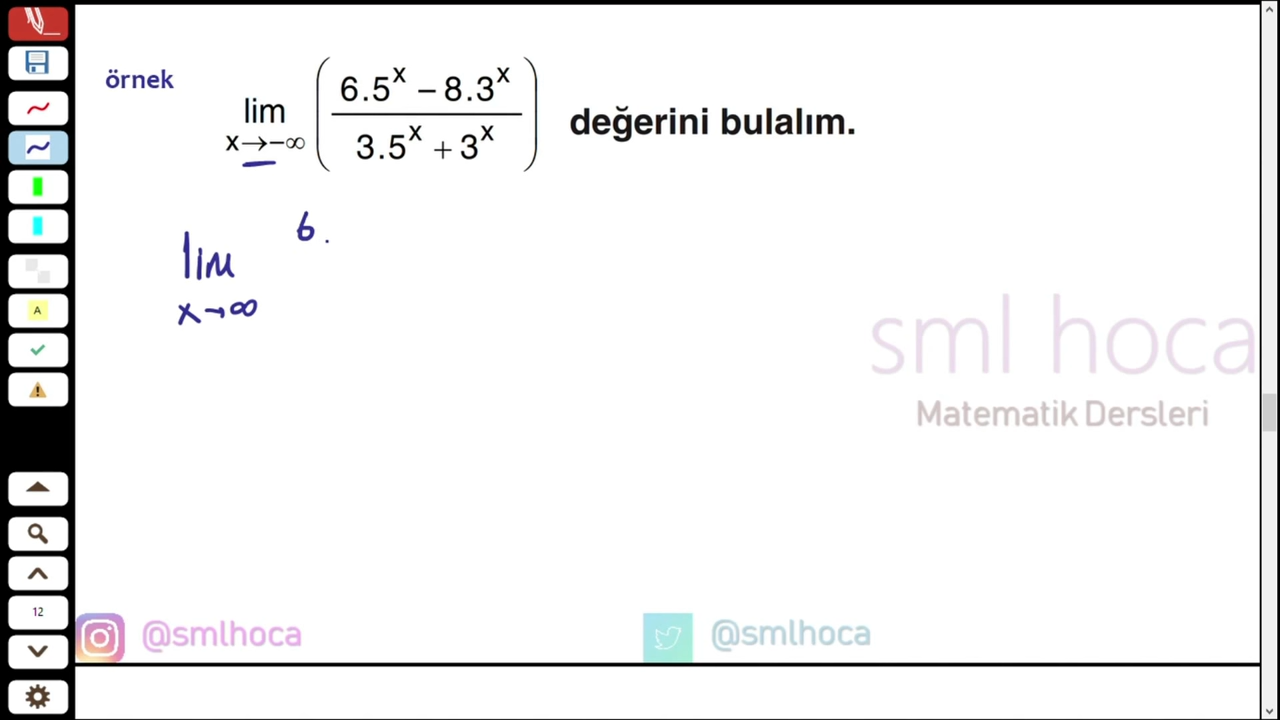 örnek
lim x→-∞ ( 6.5^x - 8.3^x / 3.5^x + 3^x ) değerini bulalım.
lim x→∞ 6.
sml hoca
Matematik Dersleri
A
12
@smlhoca @smlhoca